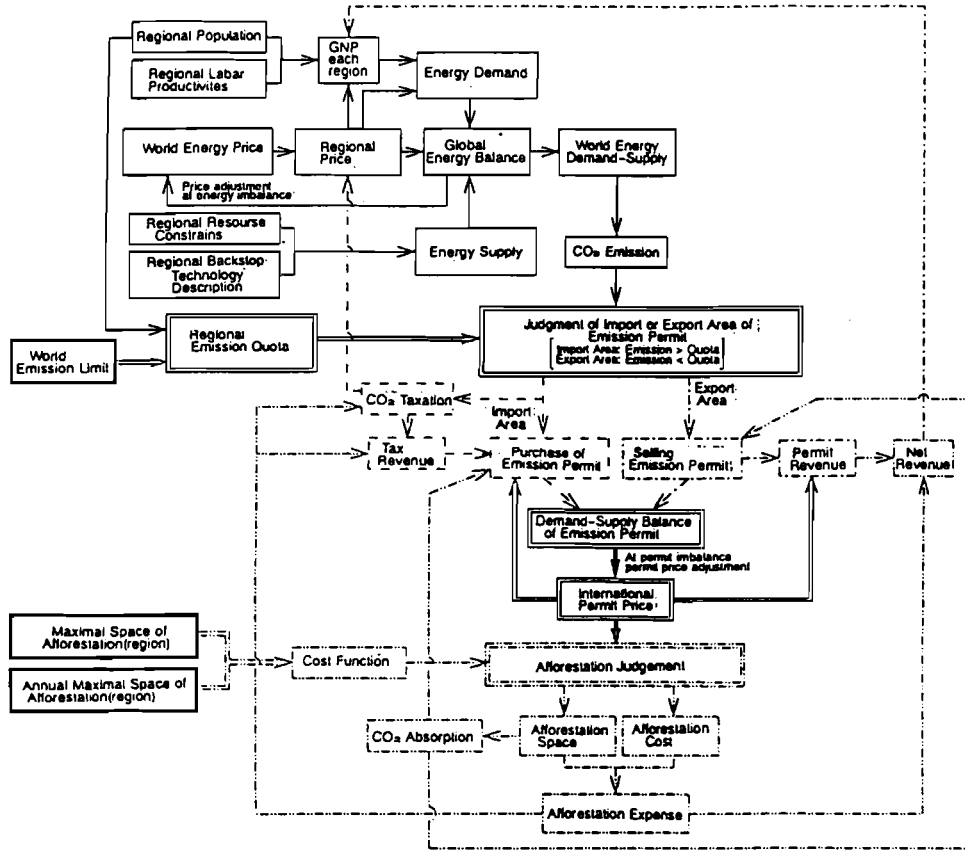 Regional Population
Regional Labar
Productivites
GNP
each
region
Energy Demand
World Energy Price
Regional
Price
Global
Energy Balance
World Energy
Demand-Supply
Price adjustment
at energy imbalance
Regional Resourse
Constrains
Regional Backstop
Technology
Description
Energy Supply
CO₂ Emission
World
Emission Limit
Regional
Emission Quota
Judgment of Import or Export Area of
Emission Permit
Import Area: Emission > Quota
Export Area: Emission < Quota
CO₂ Taxation
Import
Area
Export
Area
Tax
Revenue
Purchase of
Emission Permit
Selling
Emission Permit
Permit
Revenue
Net
Revenue
Demand-Supply Balance
of Emission Permit
At permit imbalance
permit price adjustment
International
Permit Price
Maximal Space of
Afforestation(region)
Annual Maximal Space of
Afforestation(region)
Cost Function
Afforestation Judgement
CO₂ Absorption
Afforestation
Space
Afforestation
Cost
Afforestation Expense